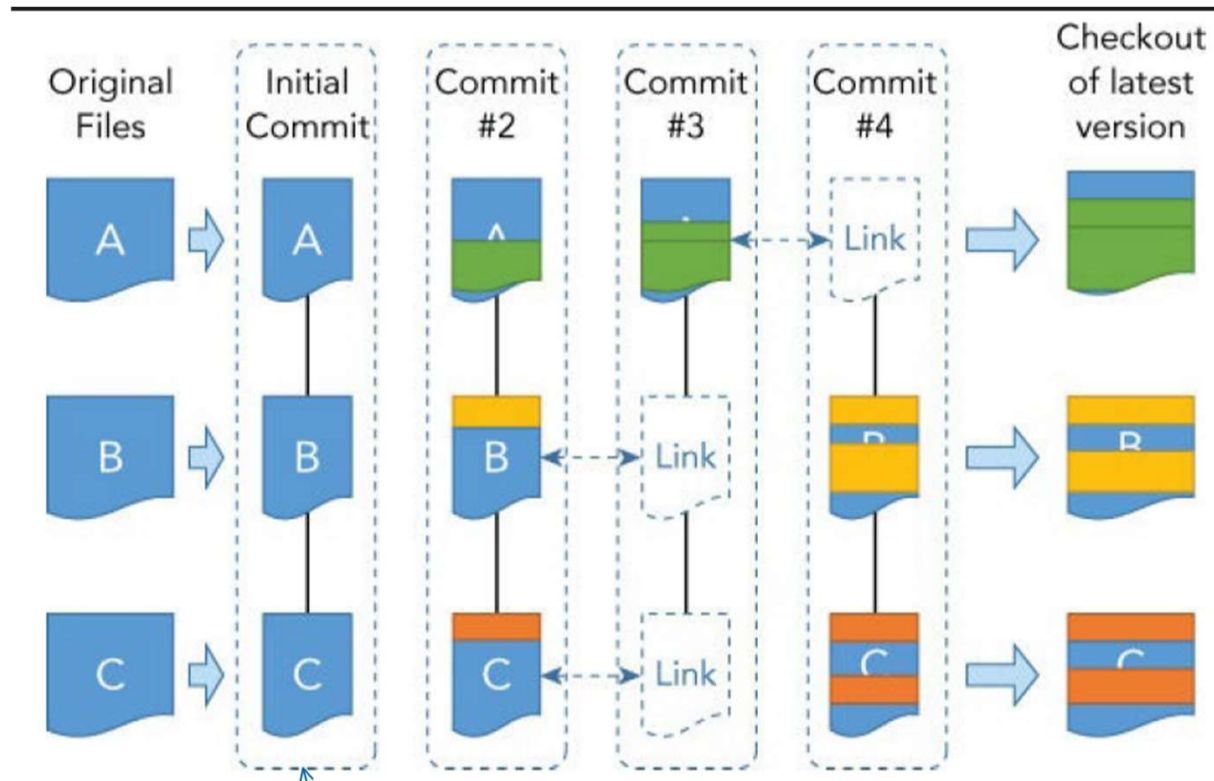 Original
Files
Initial
Commit
Commit
#2
Commit
#3
Commit
#4
Checkout
of latest
version
A
A
A
Link
B
B
B
Link
B
B
C
C
C
Link
C
C